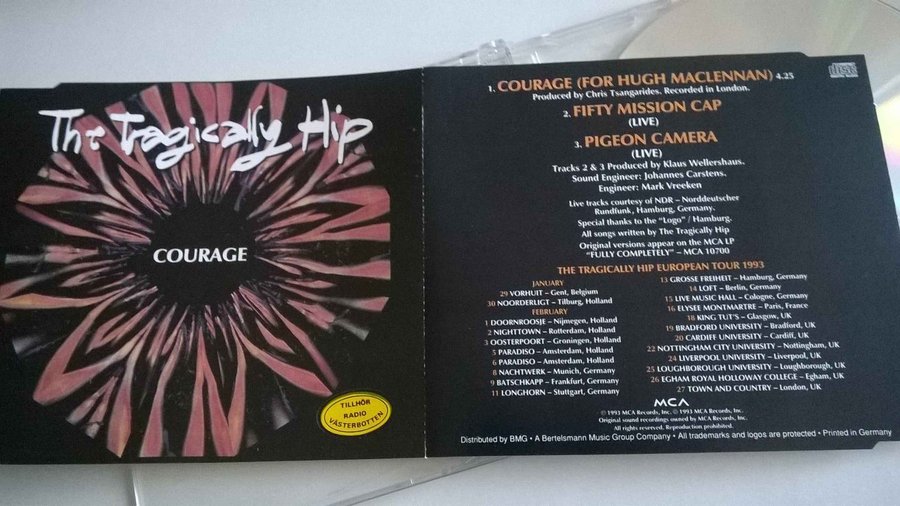 The Tragically Hip
COURAGE
TILLHÖR
RADIO
VÄSTERBOTTEN
1. COURAGE (FOR HUGH MACLENNAN) 4.25
Produced by Chris Tsangarides. Recorded in London.
2. FIFTY MISSION CAP
(LIVE)
3. PIGEON CAMERA
(LIVE)
Tracks 2 & 3 Produced by Klaus Wellershaus.
Sound Engineer: Johannes Carstens.
Engineer: Mark Vreeken
Live tracks courtesy of NDR – Norddeutscher
Rundfunk, Hamburg, Germany.
Special thanks to the "Logo" / Hamburg.
All songs written by The Tragically Hip
Original versions appear on the MCA LP
"FULLY COMPLETELY" – MCA 10700
THE TRAGICALLY HIP EUROPEAN TOUR 1993
JANUARY
29 VORHUIT – Gent, Belgium
30 NOORDERLIGT – Tilburg, Holland
FEBRUARY
1 DOORNROOSJE – Nijmegen, Holland
2 NIGHTTOWN – Rotterdam, Holland
3 OOSTERPOORT – Groningen, Holland
5 PARADISO – Amsterdam, Holland
6 PARADISO – Amsterdam, Holland
8 NACHTWERK – Munich, Germany
9 BATSCHKAPP – Frankfurt, Germany
11 LONGHORN – Stuttgart, Germany
13 GROSSE FREIHEIT – Hamburg, Germany
14 LOFT – Berlin, Germany
15 LIVE MUSIC HALL – Cologne, Germany
16 ELYSEE MONTMARTRE – Paris, France
18 KING TUT'S – Glasgow, UK
19 BRADFORD UNIVERSITY – Bradford, UK
20 CARDIFF UNIVERSITY – Cardiff, UK
22 NOTTINGHAM CITY UNIVERSITY – Nottingham, UK
24 LIVERPOOL UNIVERSITY – Liverpool, UK
25 LOUGHBOROUGH UNIVERSITY – Loughborough, UK
26 EGHAM ROYAL HOLLOWAY COLLEGE – Egham, UK
27 TOWN AND COUNTRY – London, UK
MCA
℗ 1993 MCA Records, Inc. © 1993 MCA Records, Inc.
Original sound recordings owned by MCA Records, Inc.
All rights reserved. Reproduction prohibited.
Distributed by BMG • A Bertelsmann Music Group Company • All trademarks and logos are protected • Printed in Germany